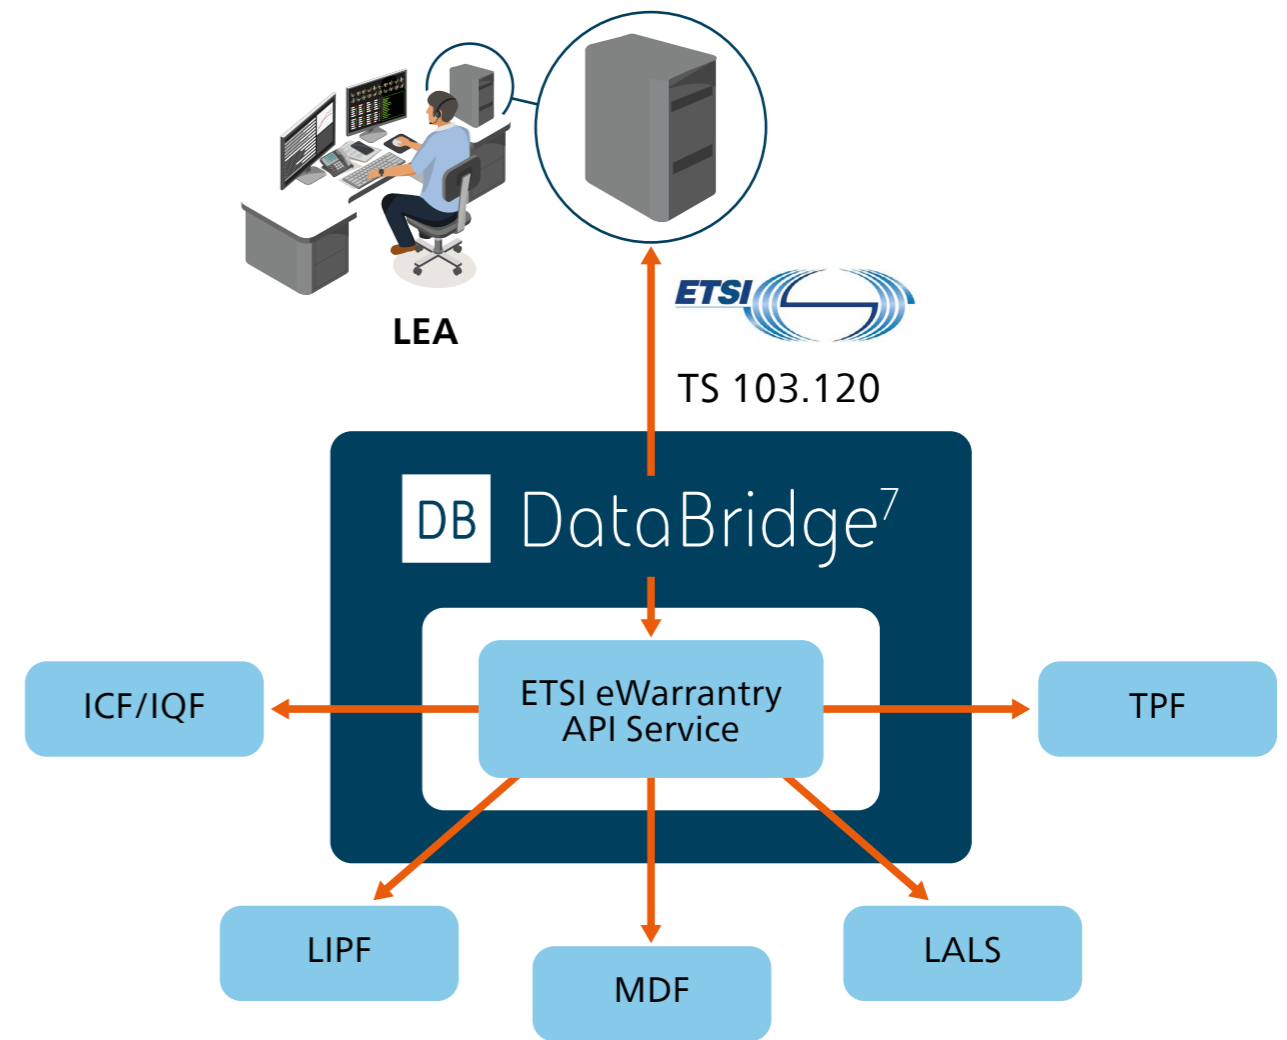 LEA
ETSI
TS 103.120
DB DataBridge7
ETSI eWarrantry
API Service
ICF/IQF
TPF
LIPF
LALS
MDF